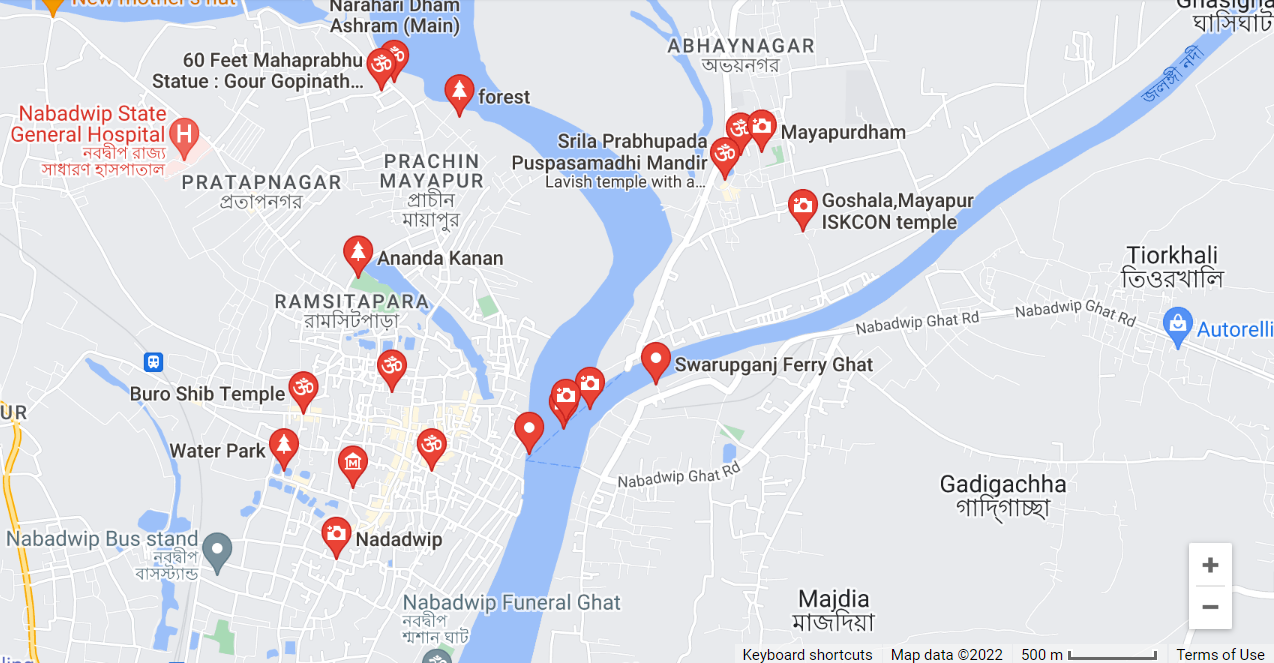 New mother's hut
Narahari Dham
Ashram (Main)
ঘাসিঘাট
ABHAYNAGAR
অভয়নগর
60 Feet Mahaprabhu
Statue : Gour Gopinath...
জলঙ্গী নদী
forest
Nabadwip State
General Hospital
নবদ্বীপ রাজ্য
সাধারণ হাসপাতাল
H
Mayapurdham
Srila Prabhupada
Puspasamadhi Mandir
Lavish temple with a...
PRACHIN
MAYAPUR
প্রাচীন
মায়াপুর
PRATAPNAGAR
প্রতাপনগর
Goshala,Mayapur
ISKCON temple
Ananda Kanan
Tiorkhali
তিওরখালি
RAMSITAPARA
রামসিটপাড়া
Nabadwip Ghat Rd
Nabadwip Ghat Rd
Autorelli
Swarupganj Ferry Ghat
Buro Shib Temple
UR
Water Park
Nabadwip Ghat Rd
Gadigachha
গাদিগাচ্ছা
Nabadwip Bus stand
নবদ্বীপ
বাসস্ট্যান্ড
Nadadwip
Nabadwip Funeral Ghat
নবদ্বীপ
শ্মশান ঘাট
Majdia
মাজদিয়া
+
−
ling
Keyboard shortcuts
Map data ©2022
500 m
Terms of Use